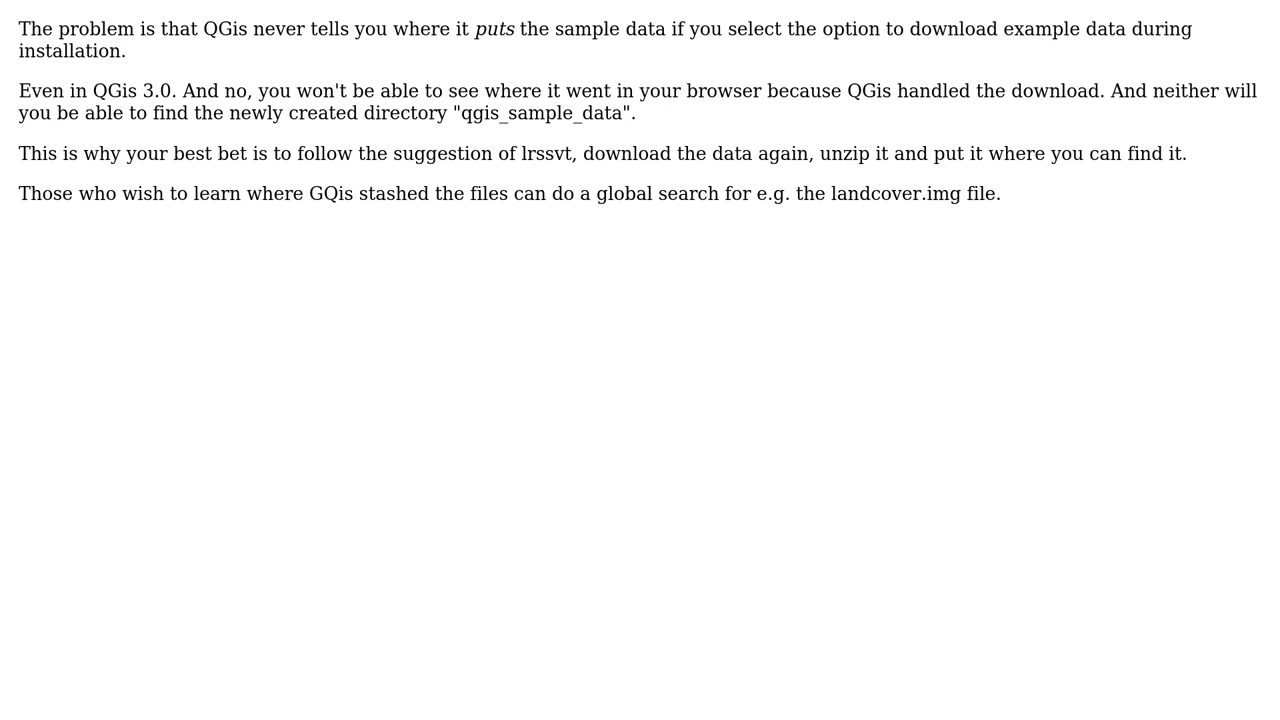 The problem is that QGis never tells you where it puts the sample data if you select the option to download example data during
installation.
Even in QGis 3.0. And no, you won't be able to see where it went in your browser because QGis handled the download. And neither will
you be able to find the newly created directory "qgis_sample_data".
This is why your best bet is to follow the suggestion of lrssvt, download the data again, unzip it and put it where you can find it.
Those who wish to learn where GQis stashed the files can do a global search for e.g. the landcover.img file.